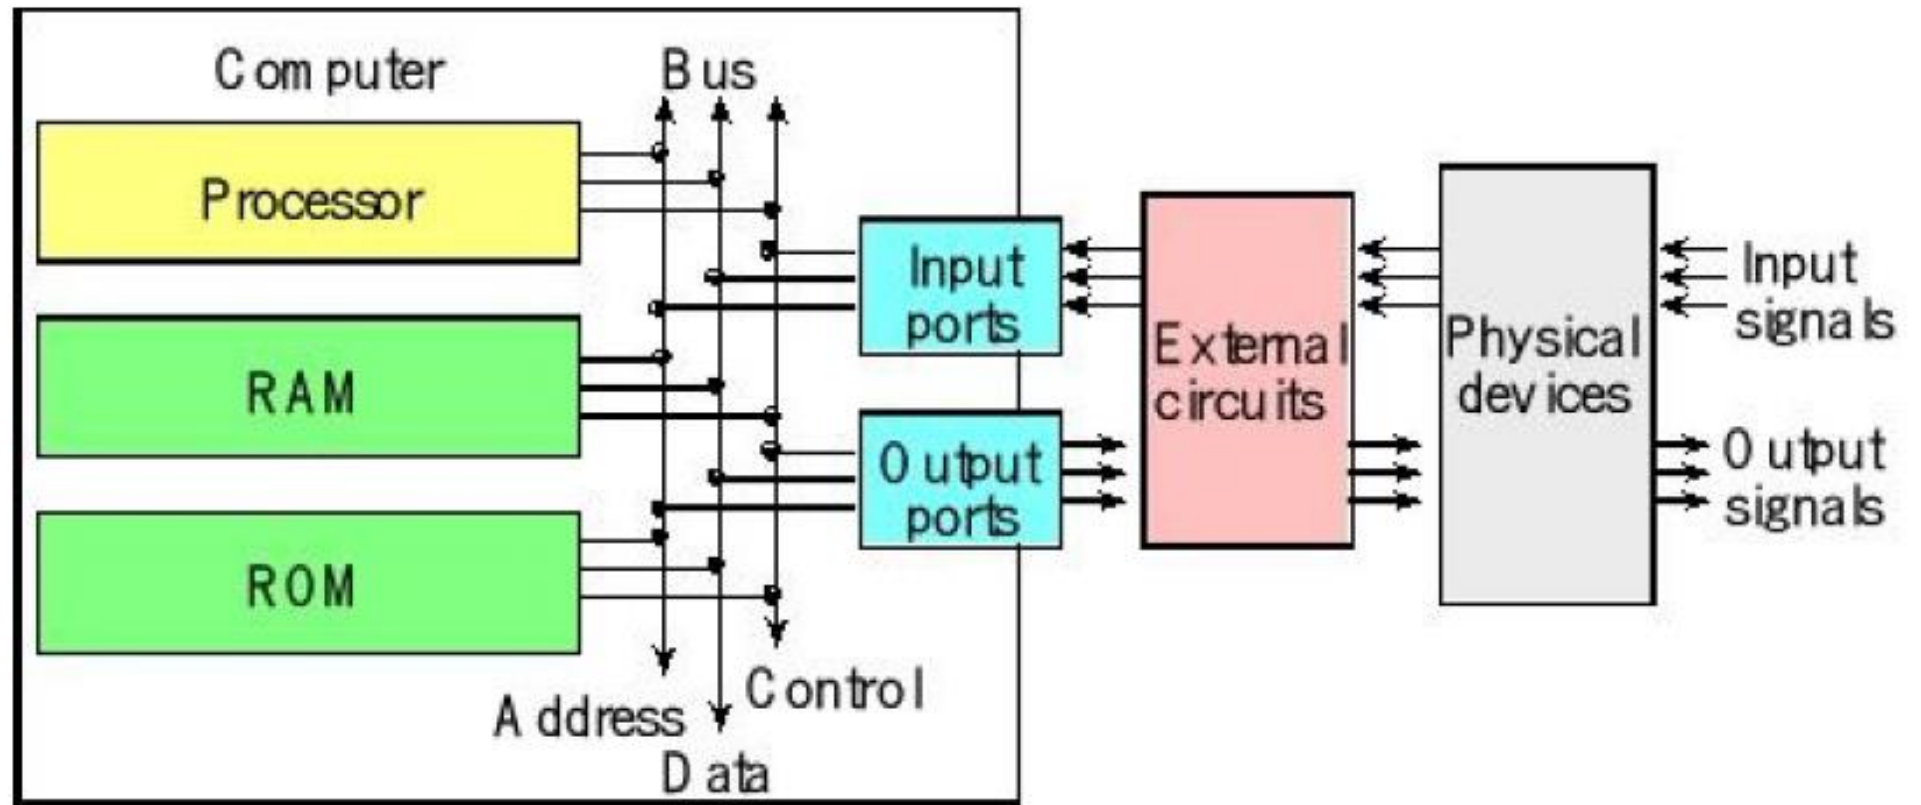 Computer
Bus
Processor
RAM
ROM
Address
Data
Control
Input
ports
Output
ports
External
circuits
Physical
devices
Input
signals
Output
signals